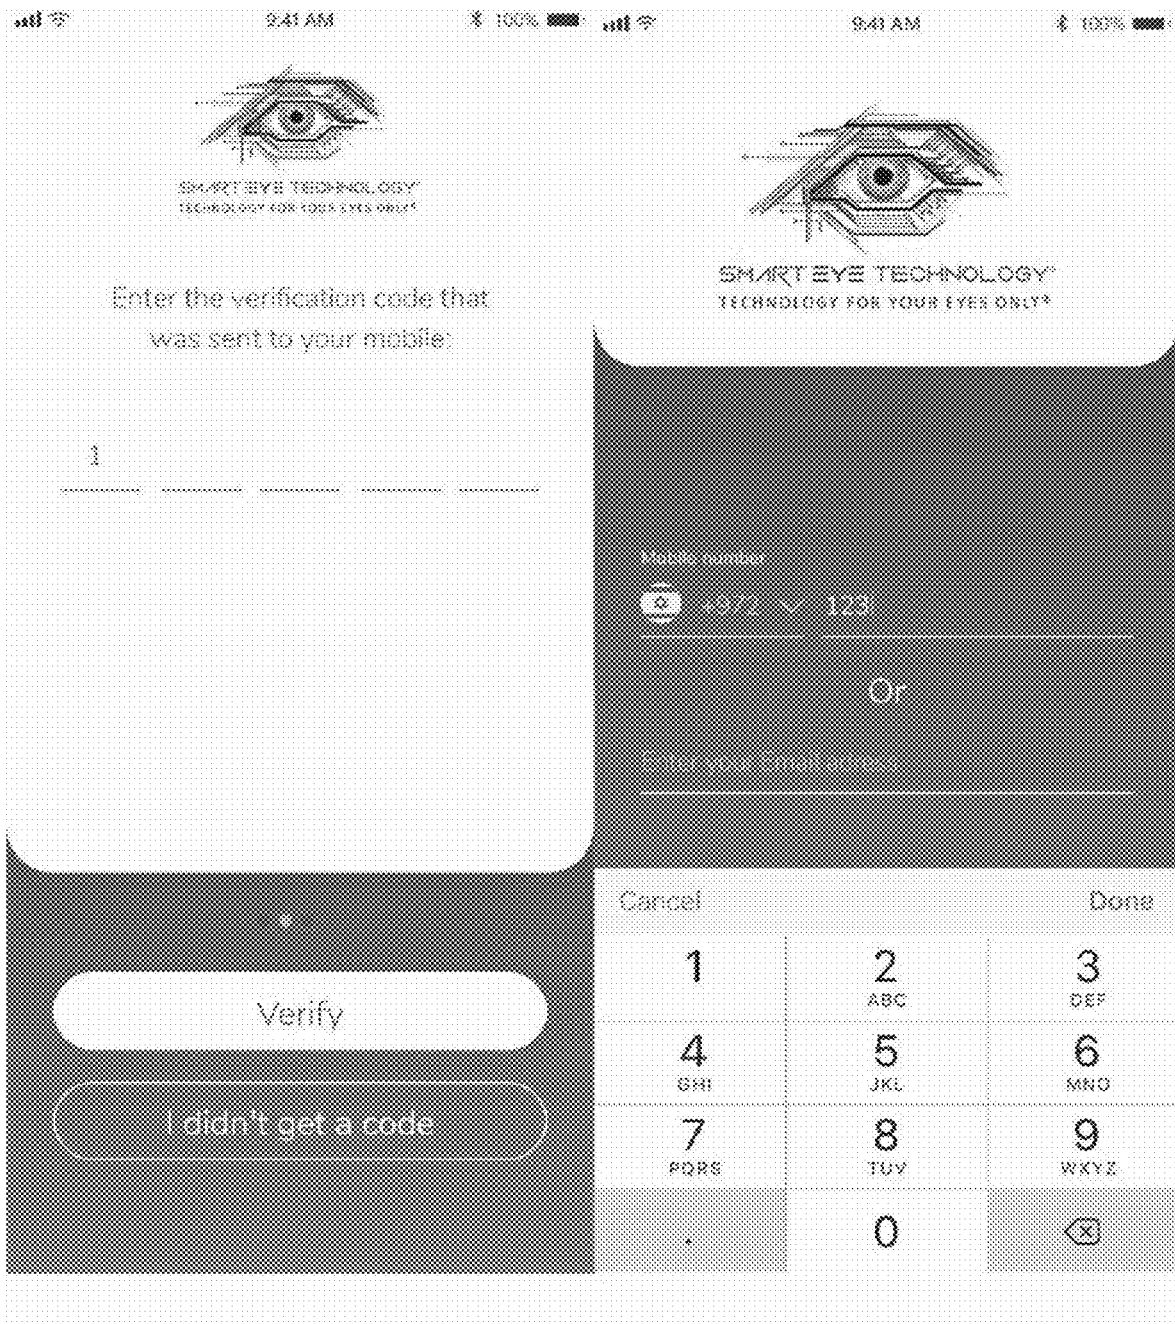 9:41 AM
100%
SMART EYE TECHNOLOGY
TECHNOLOGY FOR YOUR EYES ONLY
Enter the verification code that
was sent to your mobile:
1
Verify
I didn't get a code
9:41 AM
100%
SMART EYE TECHNOLOGY
TECHNOLOGY FOR YOUR EYES ONLY
Mobile number
+972 123
Or
Enter your
Cancel Done
1 2 3
ABC DEF
4 5 6
GHI JKL MNO
7 8 9
PQRS TUV WXYZ
. 0